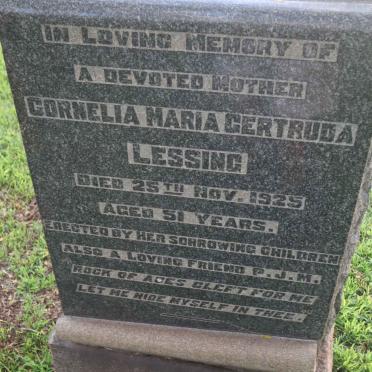 IN LOVING MEMORY OF
A DEVOTED MOTHER
CORNELIA MARIA GERTRUDA
LESSING
DIED 25TH NOV. 1925
AGED 51 YEARS.
ERECTED BY HER SORROWING CHILDREN
ALSO A LOVING FRIEND P.J.M.
ROCK OF AGES CLEFT FOR ME
LET ME HIDE MYSELF IN THEE